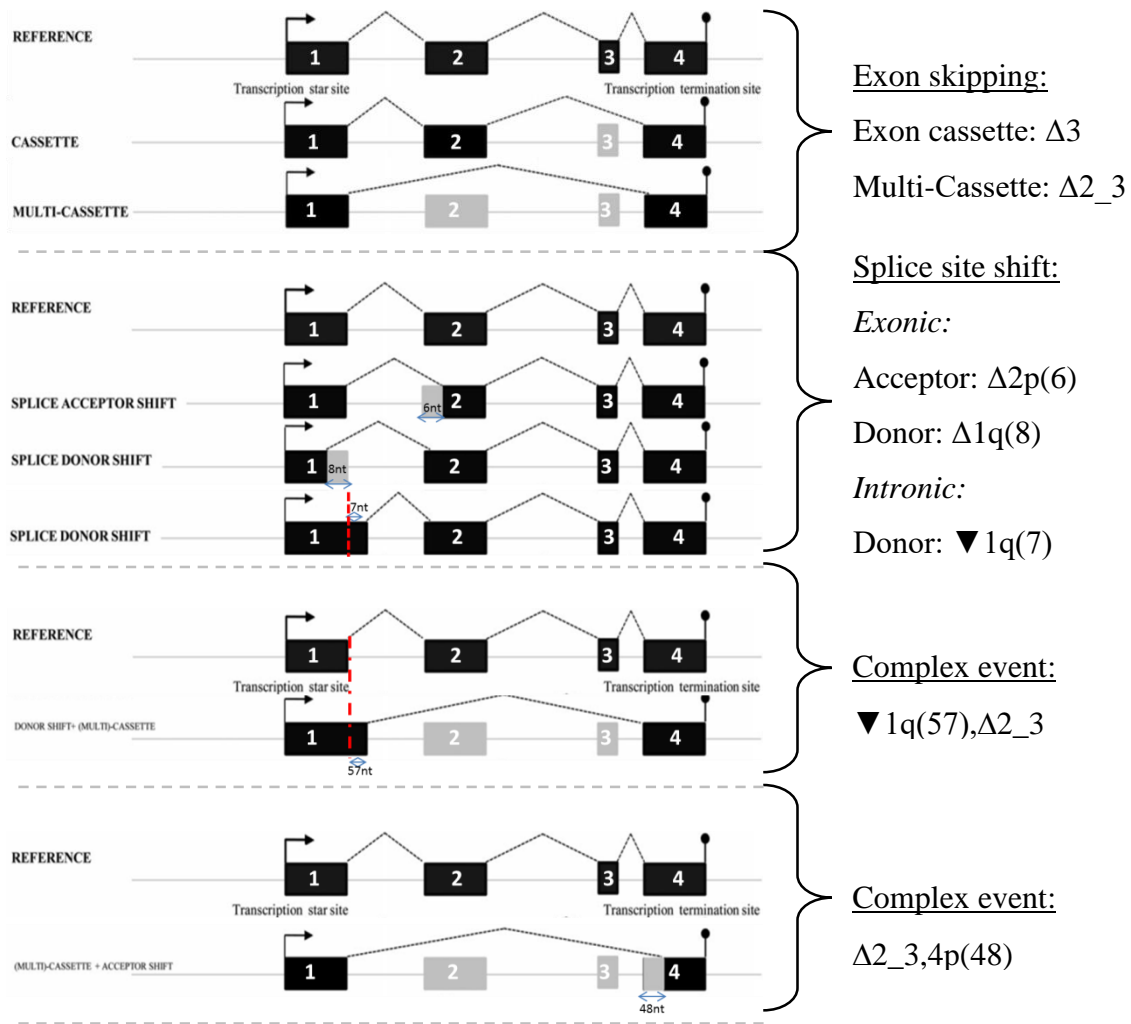 REFERENCE
1 2 3 4
Transcription star site Transcription termination site
CASSETTE
1 2 3 4
MULTI-CASSETTE
1 2 3 4
Exon skipping:
Exon cassette: Δ3
Multi-Cassette: Δ2_3
REFERENCE
1 2 3 4
SPLICE ACCEPTOR SHIFT
1 2 3 4
6nt
SPLICE DONOR SHIFT
1 8nt 2 3 4
7nt
SPLICE DONOR SHIFT
1 2 3 4
Splice site shift:
Exonic:
Acceptor: Δ2p(6)
Donor: Δ1q(8)
Intronic:
Donor: ▼1q(7)
REFERENCE
1 2 3 4
Transcription star site Transcription termination site
DONOR SHIFT+ (MULTI)-CASSETTE
1 2 3 4
57nt
Complex event:
▼1q(57),Δ2_3
REFERENCE
1 2 3 4
Transcription star site Transcription termination site
(MULTI)-CASSETTE + ACCEPTOR SHIFT
1 2 3 4
48nt
Complex event:
Δ2_3,4p(48)